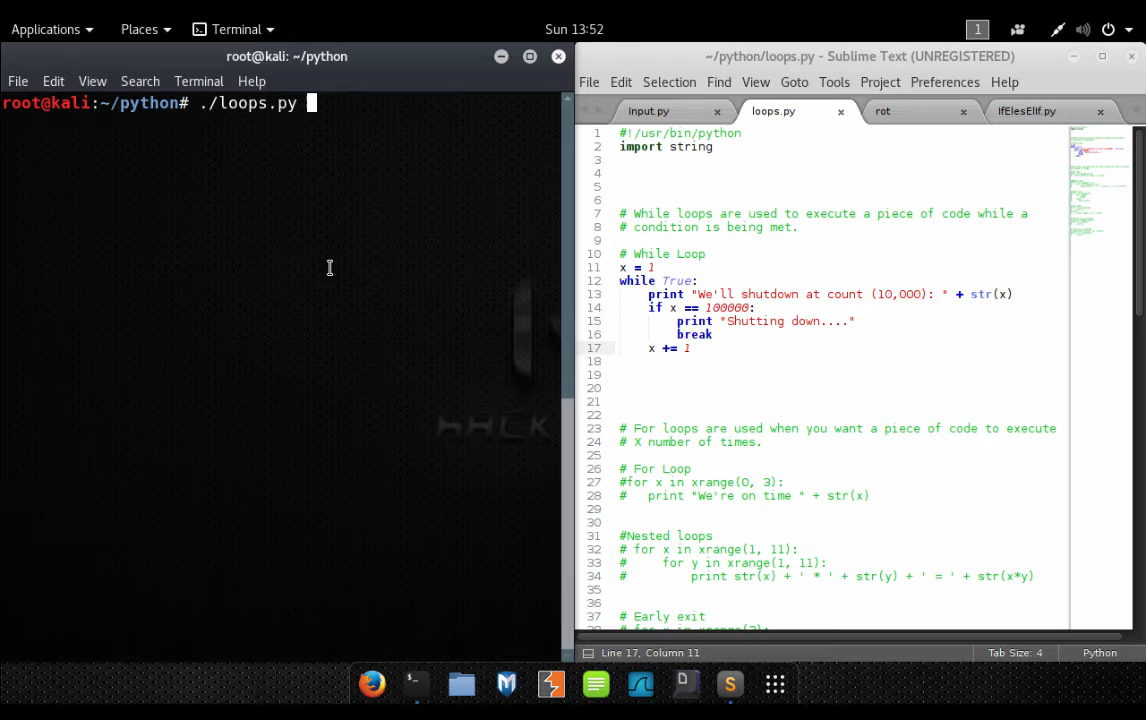 Applications Places Terminal Sun 13:52 1
root@kali: ~/python
File Edit View Search Terminal Help
root@kali:~/python# ./loops.py
~/python/loops.py - Sublime Text (UNREGISTERED)
File Edit Selection Find View Goto Tools Project Preferences Help
Input.py loops.py rot IfElesElif.py
1 #!/usr/bin/python
2 import string
3
4
5
6
7 # While loops are used to execute a piece of code while a
8 # condition is being met.
9
10 # While Loop
11 x = 1
12 while True:
13 print "We'll shutdown at count (10,000): " + str(x)
14 if x == 100000:
15 print "Shutting down...."
16 break
17 x += 1
18
19
20
21
22
23 # For loops are used when you want a piece of code to execute
24 # X number of times.
25
26 # For Loop
27 #for x in xrange(0, 3):
28 # print "We're on time " + str(x)
29
30
31 #Nested loops
32 # for x in xrange(1, 11):
33 # for y in xrange(1, 11):
34 # print str(x) + ' * ' + str(y) + ' = ' + str(x*y)
35
36
37 # Early exit
38 # for x in xrange(3):
Line 17, Column 11 Tab Size: 4 Python